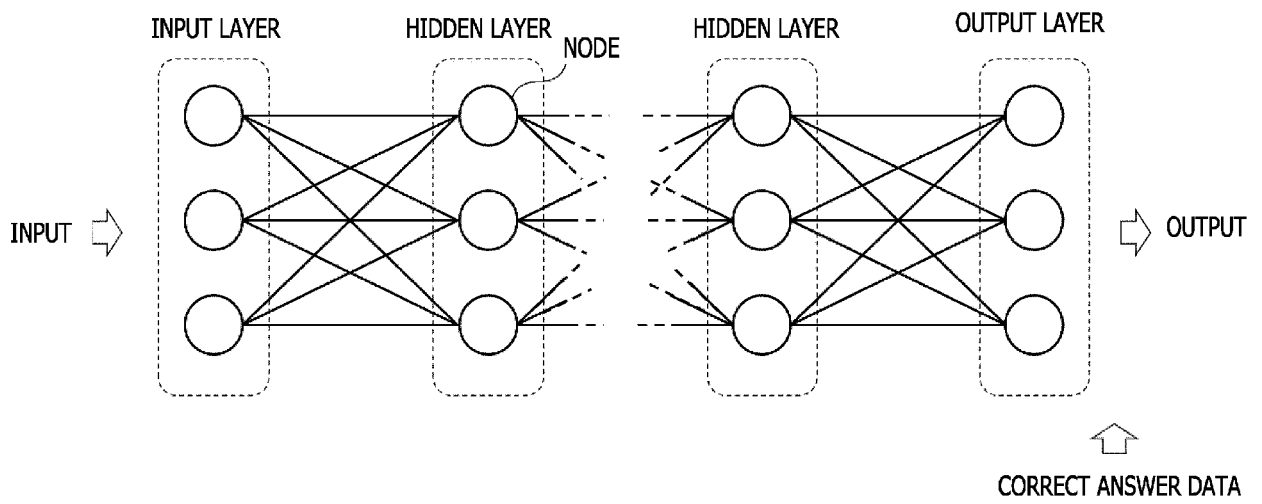 INPUT LAYER
HIDDEN LAYER
NODE
HIDDEN LAYER
OUTPUT LAYER
INPUT
OUTPUT
CORRECT ANSWER DATA